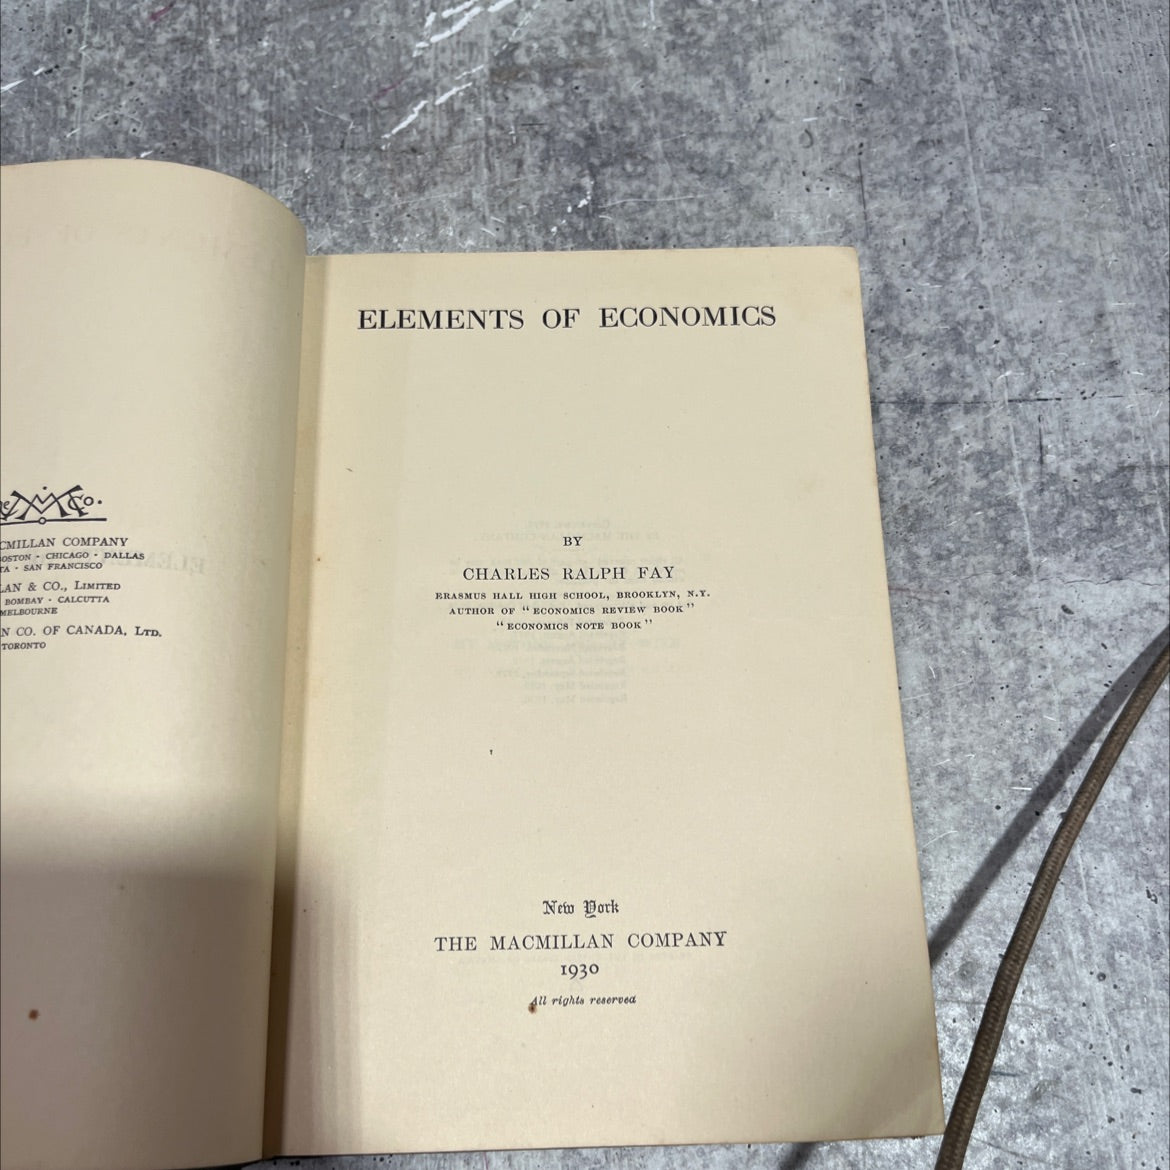 Co.
MILLAN COMPANY
BOSTON · CHICAGO · DALLAS
SAN FRANCISCO
& CO., LIMITED
BOMBAY · CALCUTTA
MELBOURNE
CO. OF CANADA, LTD.
TORONTO
ELEMENTS OF ECONOMICS
BY
CHARLES RALPH FAY
ERASMUS HALL HIGH SCHOOL, BROOKLYN, N.Y.
AUTHOR OF "ECONOMICS REVIEW BOOK"
"ECONOMICS NOTE BOOK"
New York
THE MACMILLAN COMPANY
1930
All rights reserved